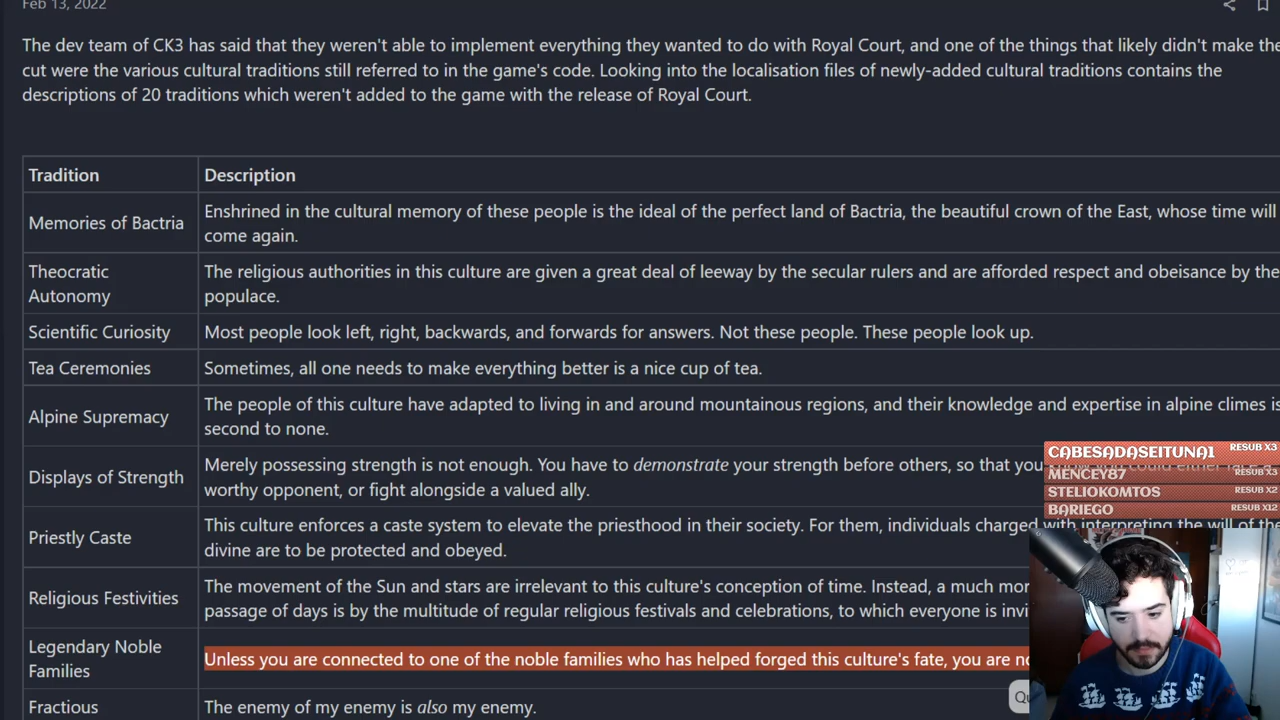 Feb 13, 2022
The dev team of CK3 has said that they weren't able to implement everything they wanted to do with Royal Court, and one of the things that likely didn't make the
cut were the various cultural traditions still referred to in the game's code. Looking into the localisation files of newly-added cultural traditions contains the
descriptions of 20 traditions which weren't added to the game with the release of Royal Court.
Tradition
Description
Memories of Bactria
Enshrined in the cultural memory of these people is the ideal of the perfect land of Bactria, the beautiful crown of the East, whose time will
come again.
Theocratic
Autonomy
The religious authorities in this culture are given a great deal of leeway by the secular rulers and are afforded respect and obeisance by the
populace.
Scientific Curiosity
Most people look left, right, backwards, and forwards for answers. Not these people. These people look up.
Tea Ceremonies
Sometimes, all one needs to make everything better is a nice cup of tea.
Alpine Supremacy
The people of this culture have adapted to living in and around mountainous regions, and their knowledge and expertise in alpine climes is
second to none.
Displays of Strength
Merely possessing strength is not enough. You have to demonstrate your strength before others, so that you
worthy opponent, or fight alongside a valued ally.
Priestly Caste
This culture enforces a caste system to elevate the priesthood in their society. For them, individuals charged with interpreting the will of the
divine are to be protected and obeyed.
Religious Festivities
The movement of the Sun and stars are irrelevant to this culture's conception of time. Instead, a much
passage of days is by the multitude of regular religious festivals and celebrations, to which everyone is
Legendary Noble
Families
Unless you are connected to one of the noble families who has helped forged this culture's fate, you are
Fractious
The enemy of my enemy is also my enemy.
CABESADASEITUNA1 RESUB X3
MENCEY87 RESUB X3
STELIOKOMTOS RESUB X2
BARIEGO RESUB X12